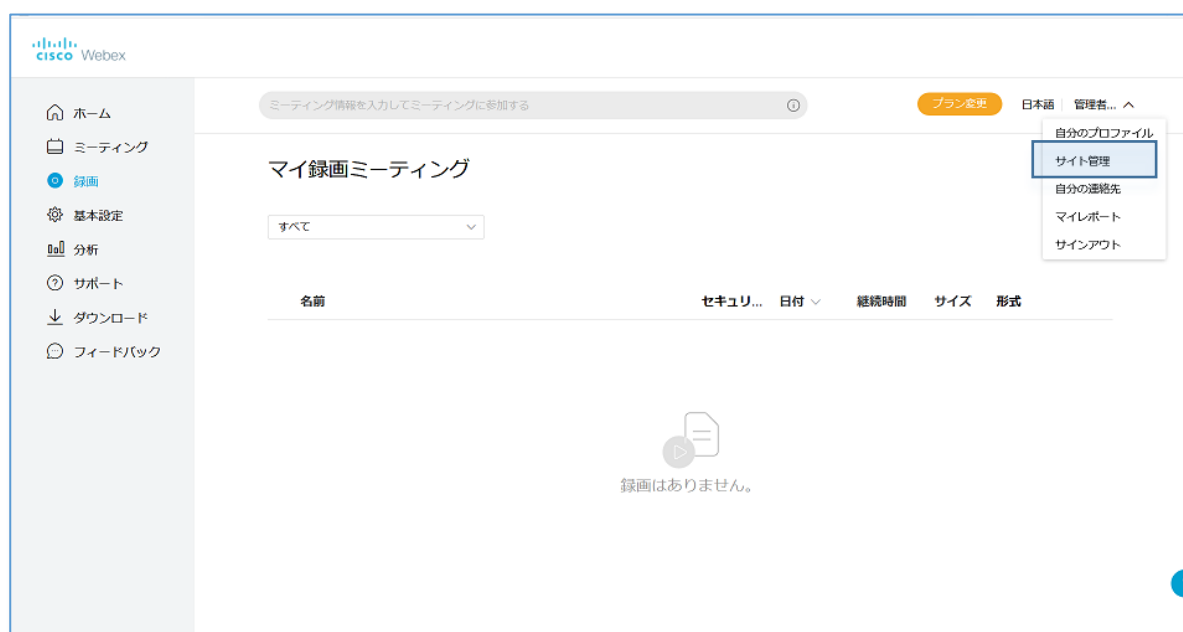 cisco Webex
ミーティング情報を入力してミーティングに参加する
プラン変更
日本語
管理者...
自分のプロファイル
サイト管理
自分の連絡先
マイレポート
サインアウト
ホーム
ミーティング
録画
基本設定
分析
サポート
ダウンロード
フィードバック
マイ録画ミーティング
すべて
名前 セキュリ... 日付 継続時間 サイズ 形式
録画はありません。